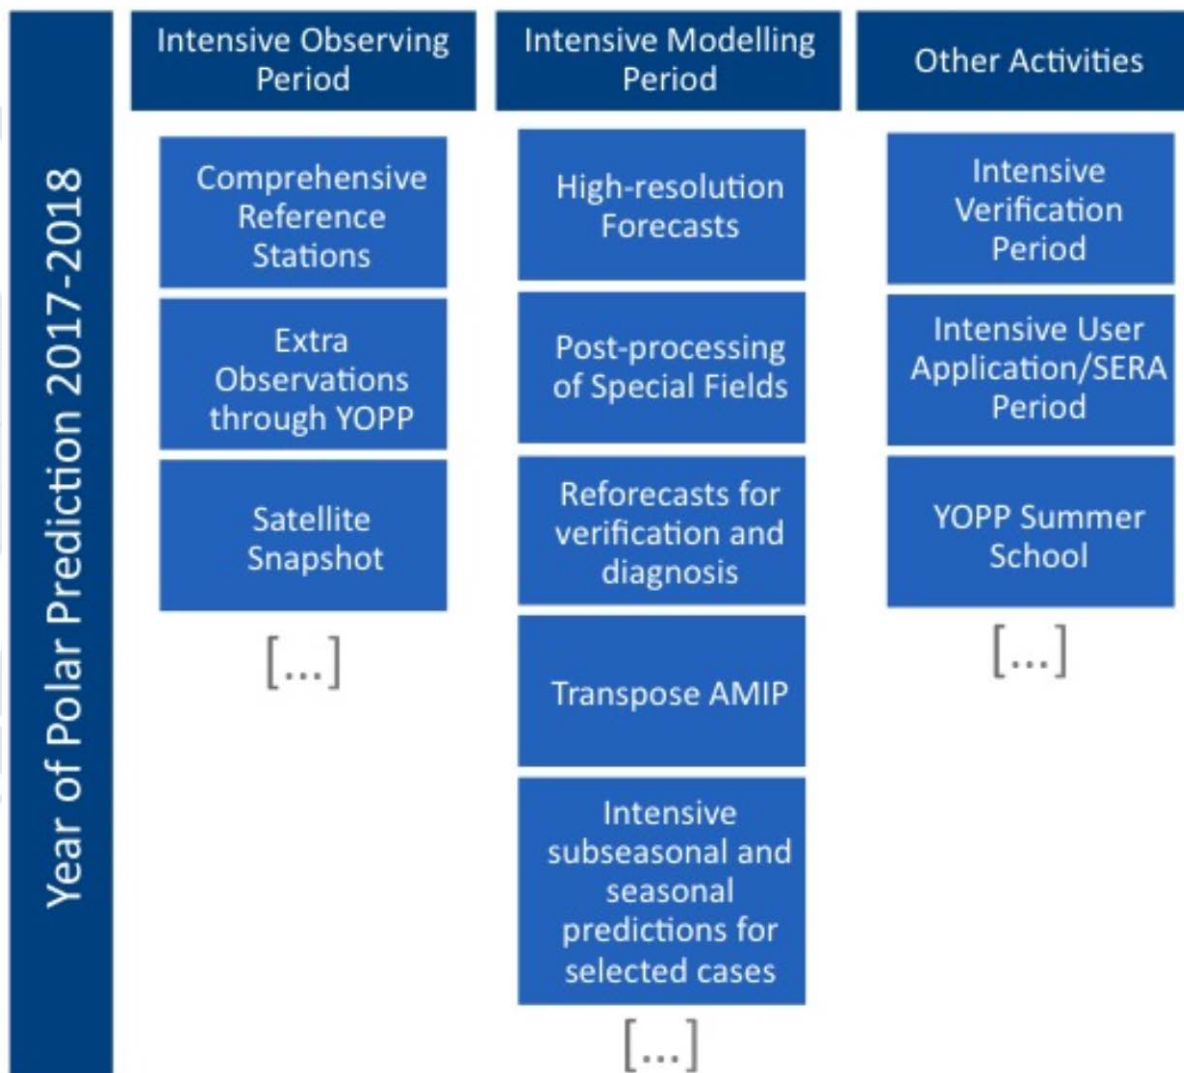 Year of Polar Prediction 2017-2018
Intensive Observing
Period
Comprehensive
Reference
Stations
Extra
Observations
through YOPP
Satellite
Snapshot
[...]
Intensive Modelling
Period
High-resolution
Forecasts
Post-processing
of Special Fields
Reforecasts for
verification and
diagnosis
Transpose AMIP
Intensive
subseasonal and
seasonal
predictions for
selected cases
[...]
Other Activities
Intensive
Verification
Period
Intensive User
Application/SERA
Period
YOPP Summer
School
[...]